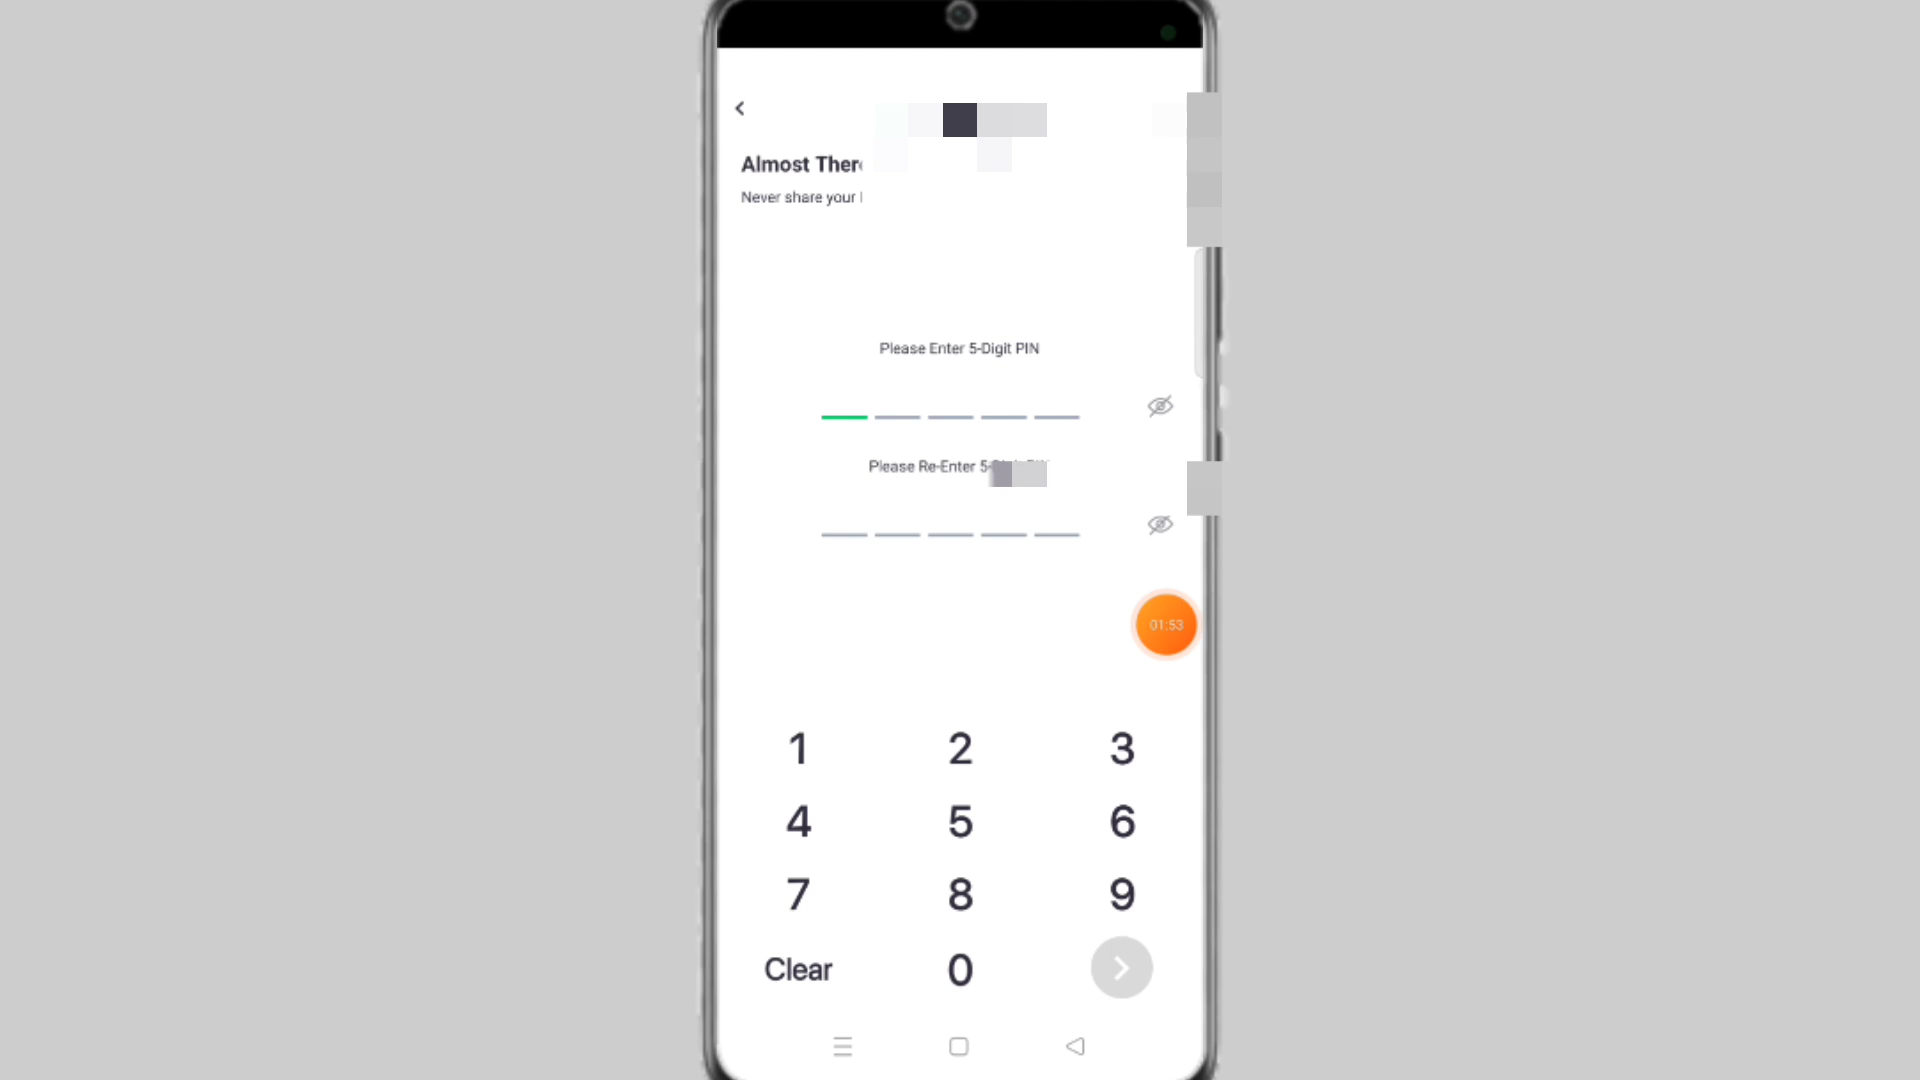 Almost Ther
Never share your
Please Enter 5-Digit PIN
Please Re-Enter 5-
01:53
1 2 3
4 5 6
7 8 9
Clear 0